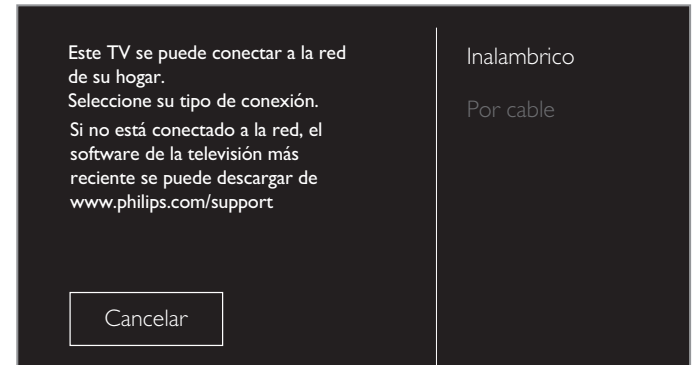 Este TV se puede conectar a la red
de su hogar.
Seleccione su tipo de conexión.
Si no está conectado a la red, el
software de la televisión más
reciente se puede descargar de
www.philips.com/support
Cancelar
Inalambrico
Por cable